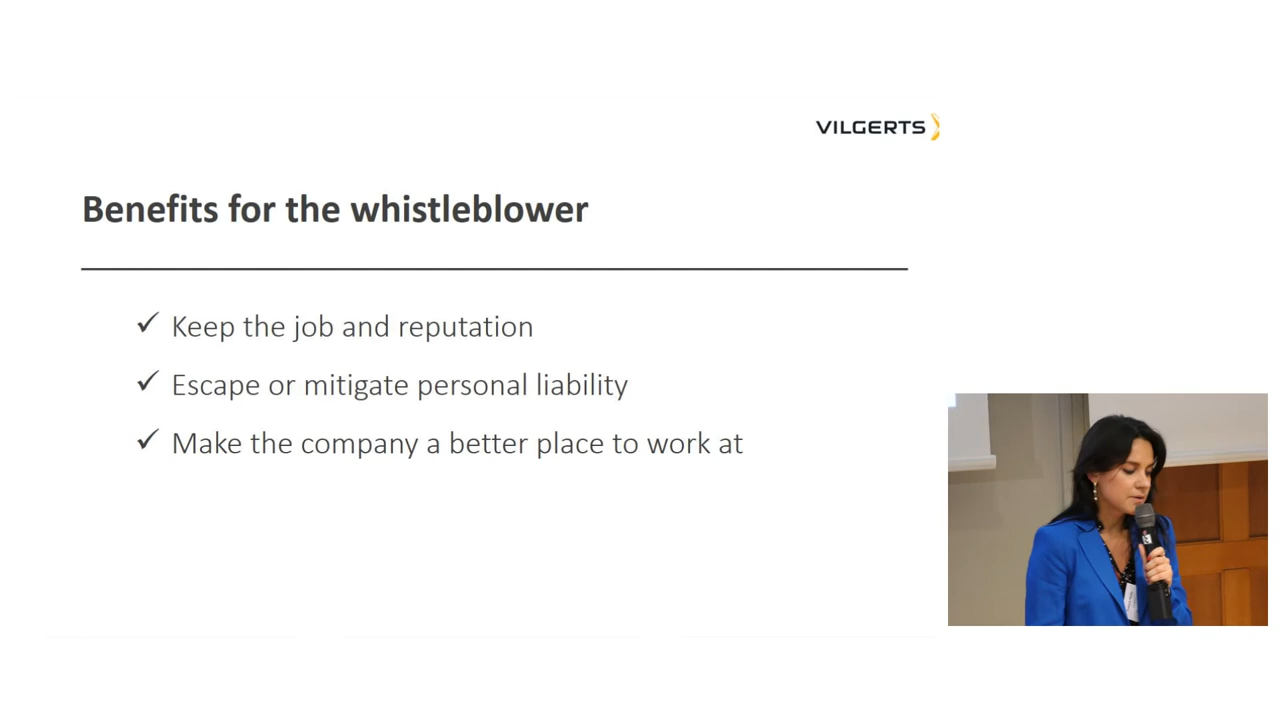 VILGERTS
Benefits for the whistleblower
✓ Keep the job and reputation
✓ Escape or mitigate personal liability
✓ Make the company a better place to work at